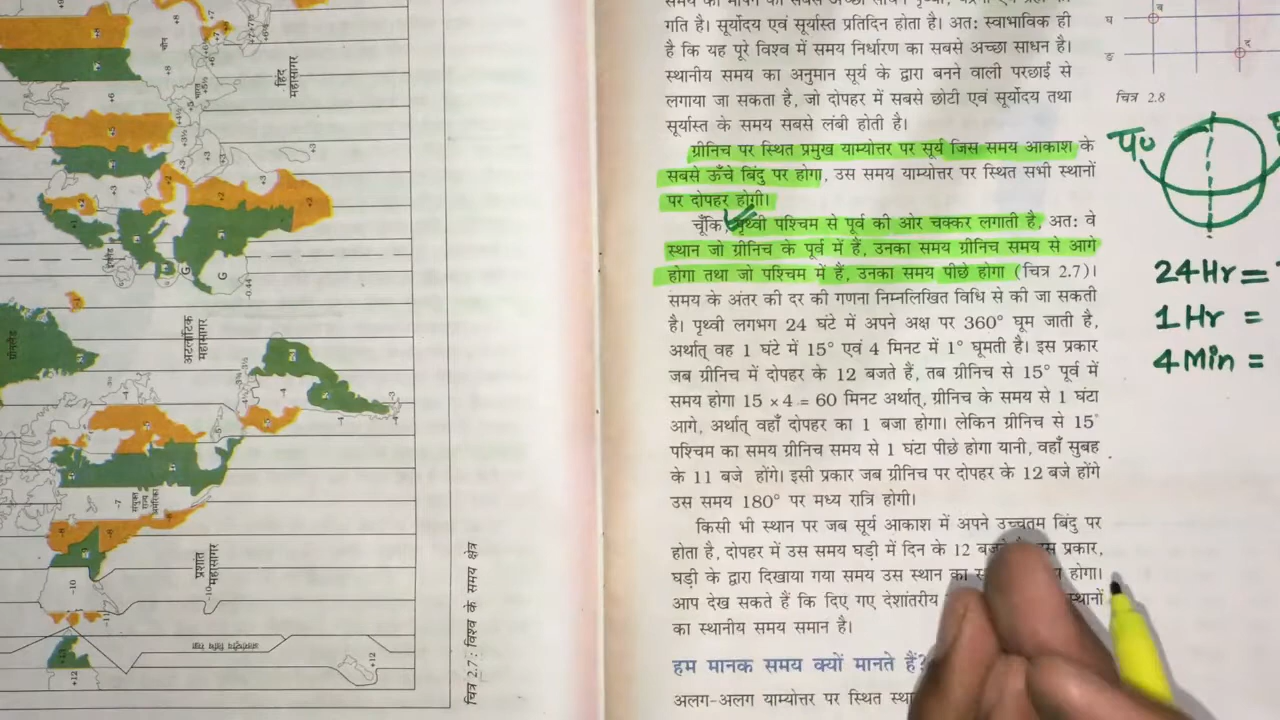 गति है। सूर्योदय एवं सूर्यास्त प्रतिदिन होता है। अत: स्वाभाविक ही
है कि यह पूरे विश्व में समय निर्धारण का सबसे अच्छा साधन है।
स्थानीय समय का अनुमान सूर्य के द्वारा बनने वाली परछाईं से
लगाया जा सकता है, जो दोपहर में सबसे छोटी एवं सूर्योदय तथा
सूर्यास्त के समय सबसे लंबी होती है।
ग्रीनिच पर स्थित प्रमुख याम्योत्तर पर सूर्य जिस समय आकाश के
सबसे ऊँचे बिंदु पर होगा, उस समय याम्योत्तर पर स्थित सभी स्थानों
पर दोपहर होगी।
चूँकि, पृथ्वी पश्चिम से पूर्व की ओर चक्कर लगाती है, अत: वे
स्थान जो ग्रीनिच के पूर्व में हैं, उनका समय ग्रीनिच समय से आगे
होगा तथा जो पश्चिम में हैं, उनका समय पीछे होगा (चित्र 2.7)।
समय के अंतर की दर की गणना निम्नलिखित विधि से की जा सकती
है। पृथ्वी लगभग 24 घंटे में अपने अक्ष पर 360° घूम जाती है,
अर्थात् वह 1 घंटे में 15° एवं 4 मिनट में 1° घूमती है। इस प्रकार
जब ग्रीनिच में दोपहर के 12 बजते हैं, तब ग्रीनिच से 15° पूर्व में
समय होगा 15 × 4 = 60 मिनट अर्थात्, ग्रीनिच के समय से 1 घंटा
आगे, अर्थात् वहाँ दोपहर का 1 बजा होगा। लेकिन ग्रीनिच से 15°
पश्चिम का समय ग्रीनिच समय से 1 घंटा पीछे होगा यानी, वहाँ सुबह
के 11 बजे होंगे। इसी प्रकार जब ग्रीनिच पर दोपहर के 12 बजे होंगे
उस समय 180° पर मध्य रात्रि होगी।
किसी भी स्थान पर जब सूर्य आकाश में अपने उच्चतम बिंदु पर
होता है, दोपहर में उस समय घड़ी में दिन के 12 प्रकार,
घड़ी के द्वारा दिखाया गया समय उस स्थान का होगा।
आप देख सकते हैं कि दिए गए देशांतरीय
का स्थानीय समय समान है।
हम मानक समय क्यों मानते हैं?
अलग-अलग याम्योत्तर पर स्थित
चित्र 2.8
प०
24Hr =
1Hr =
4Min =
चित्र 2.7 : विश्व के समय क्षेत्र
हिंद महासागर
अटलांटिक महासागर
प्रशांत महासागर
ग्रीनलैंड
संयुक्त राज्य अमेरिका